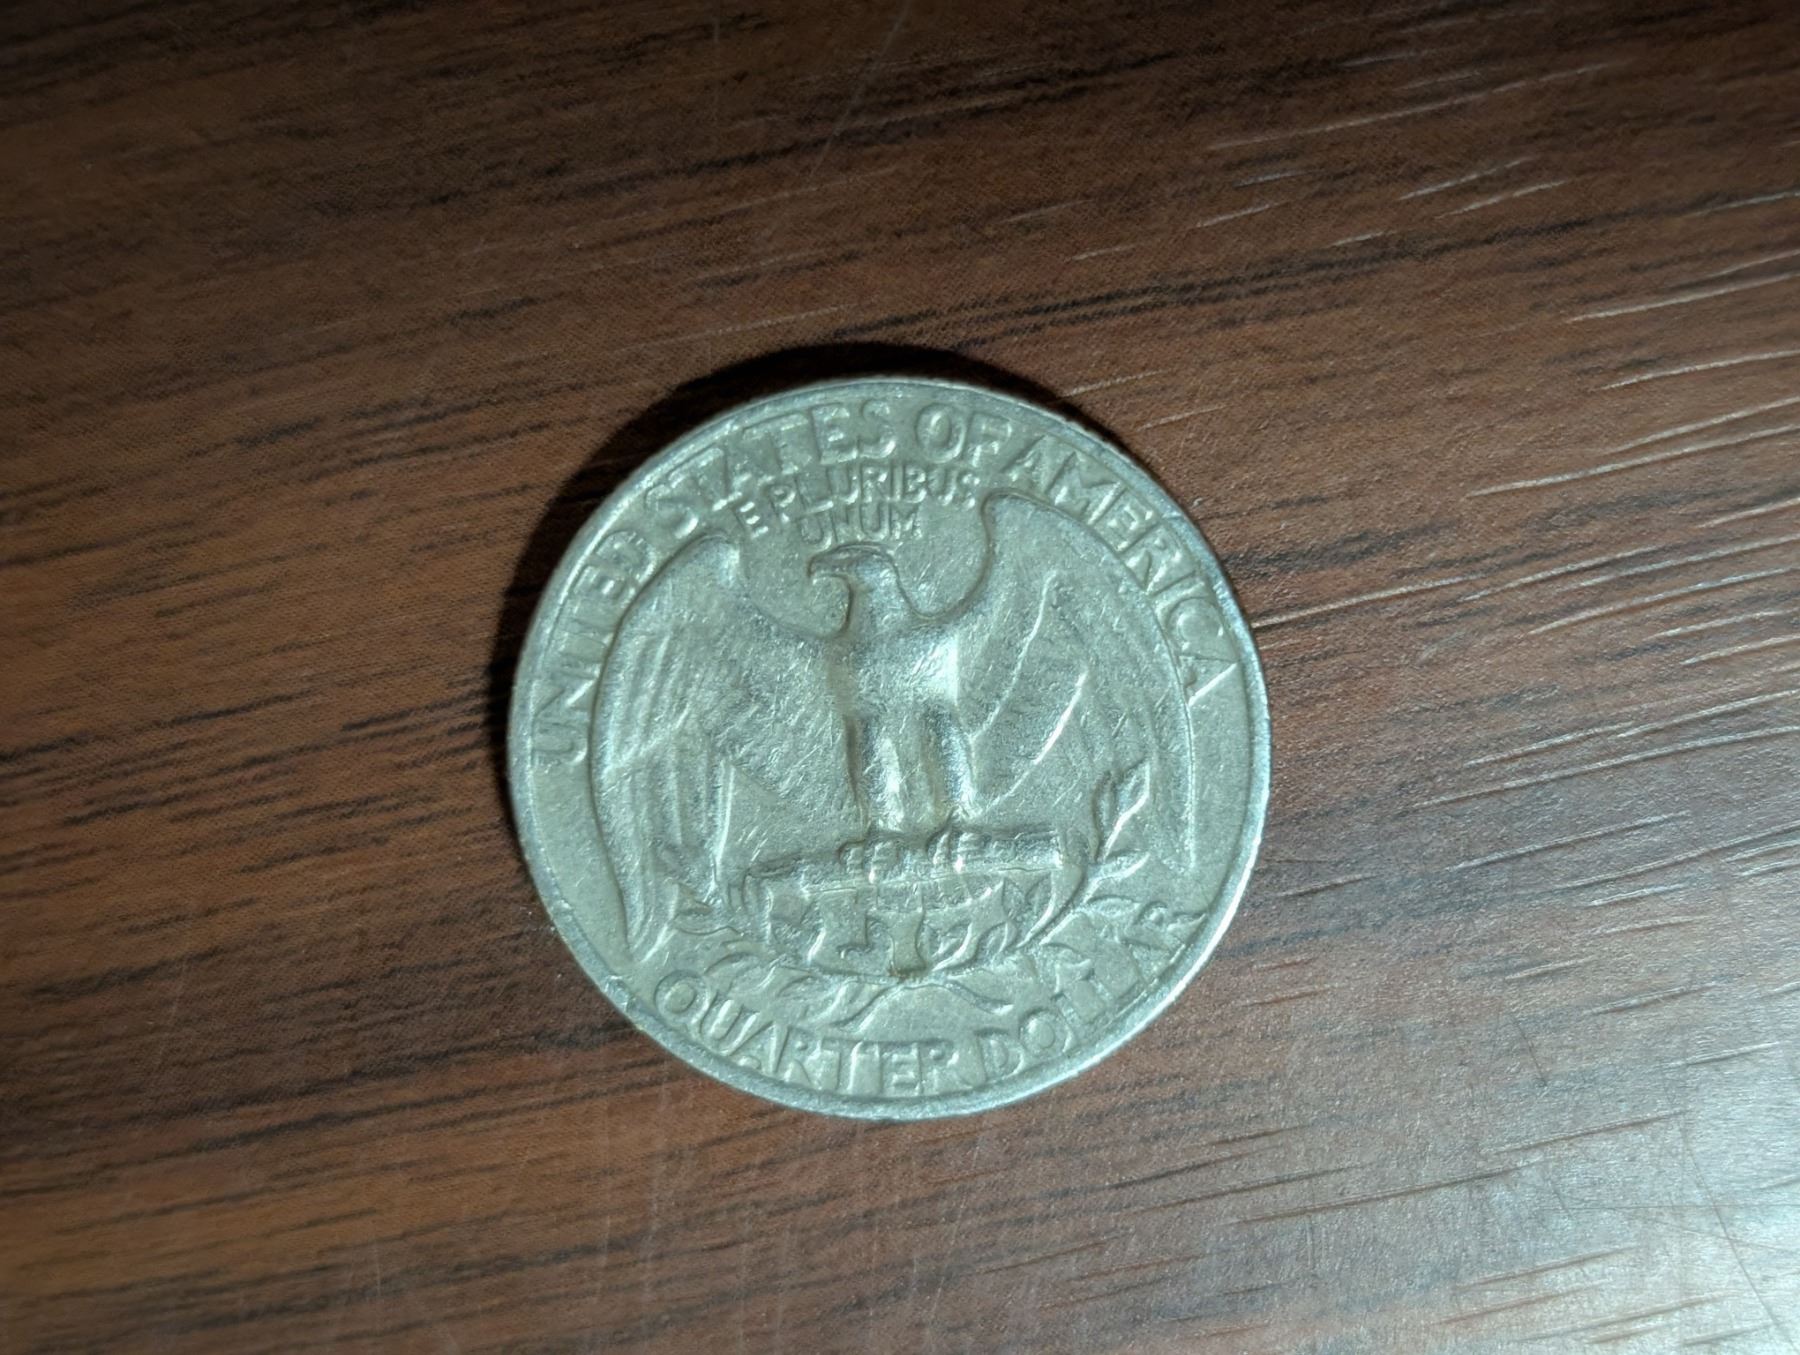 UNITED STATES OF AMERICA
E PLURIBUS
UNUM
QUARTER DOLLAR